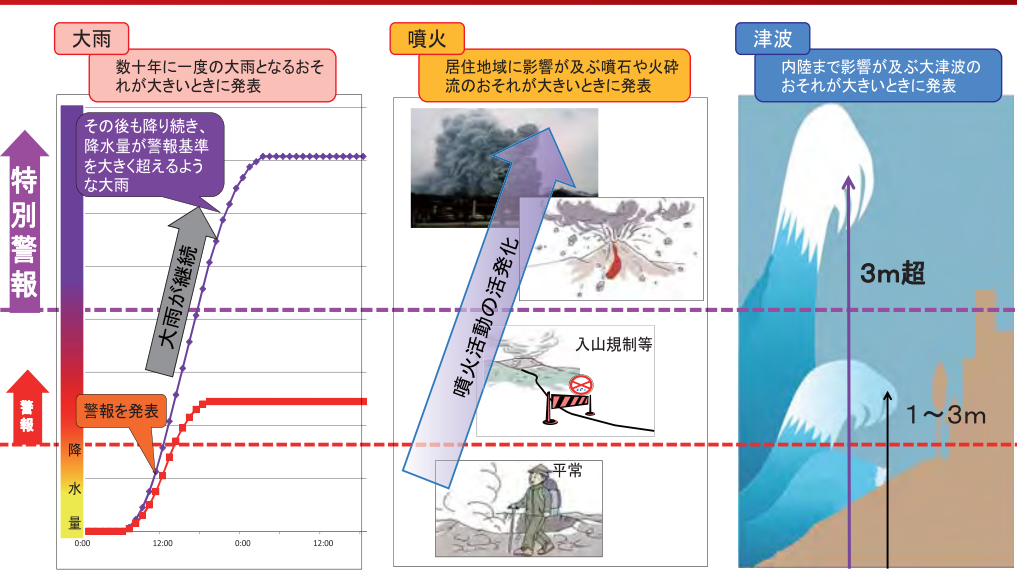 大雨
数十年に一度の大雨となるおそ
れが大きいときに発表
噴火
居住地域に影響が及ぶ噴石や火砕
流のおそれが大きいときに発表
津波
内陸まで影響が及ぶ大津波の
おそれが大きいときに発表
特別警報
警報
その後も降り続き、
降水量が警報基準
を大きく超えるよう
な大雨
大雨が継続
警報を発表
降水量
0:00
12:00
0:00
12:00
噴火活動の活発化
入山規制等
平常
3m超
1～3m